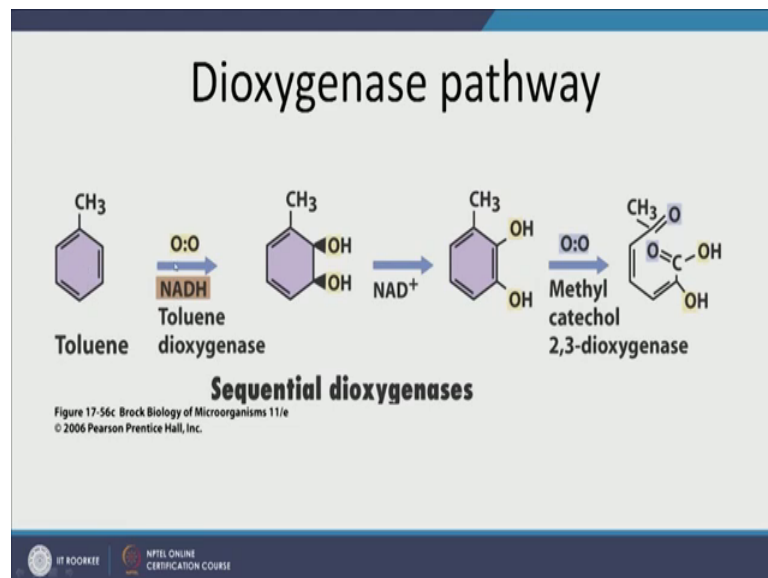 Dioxygenase pathway
CH3
Toluene
O:O
NADH
Toluene
dioxygenase
CH3
OH
OH
NAD+
CH3
OH
OH
O:O
Methyl
catechol
2,3-dioxygenase
CH3
O
O
C
OH
OH
Sequential dioxygenases
Figure 17-56c Brock Biology of Microorganisms 11/e
© 2006 Pearson Prentice Hall, Inc.
IIT ROORKEE
NPTEL ONLINE
CERTIFICATION COURSE